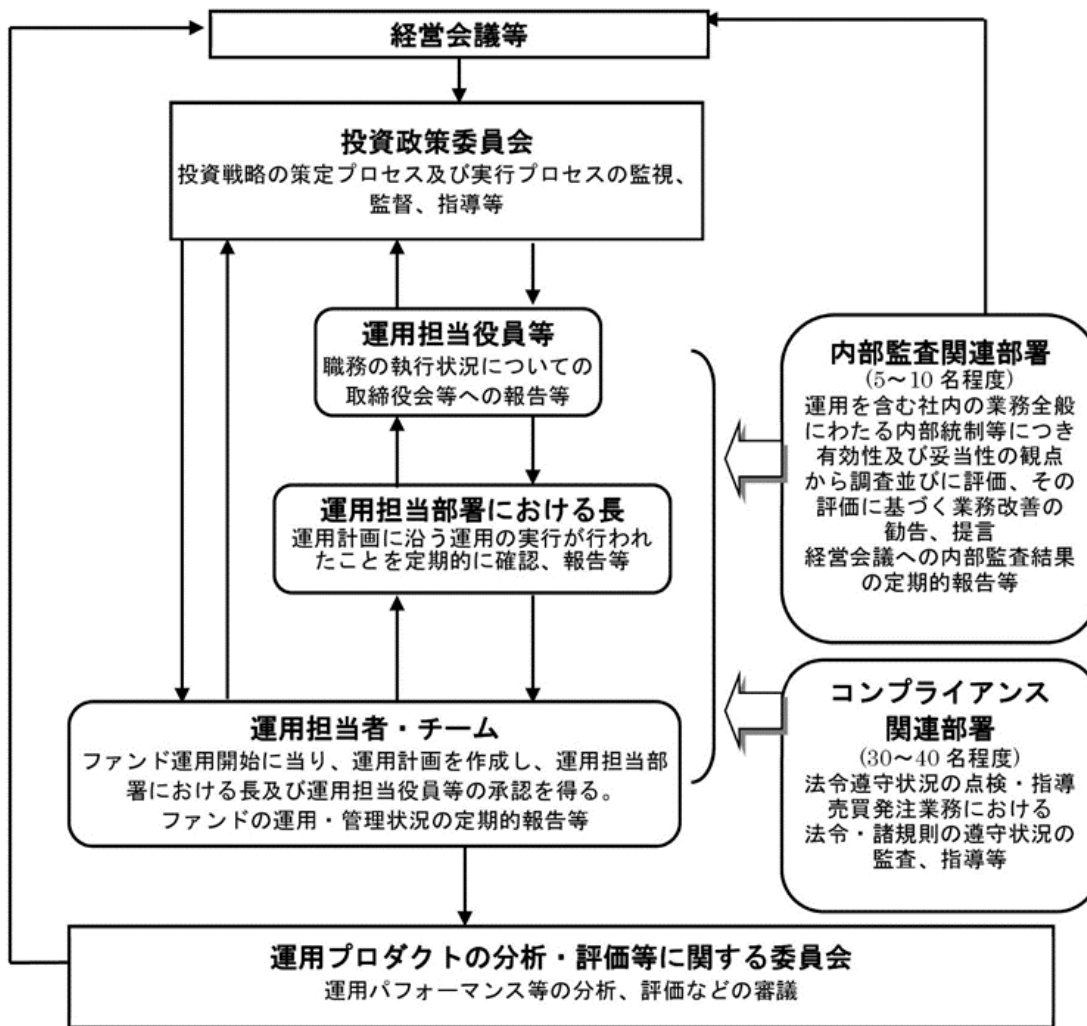 経営会議等
投資政策委員会
投資戦略の策定プロセス及び実行プロセスの監視、
監督、指導等
運用担当役員等
職務の執行状況についての
取締役会等への報告等
運用担当部署における長
運用計画に沿う運用の実行が行われ
たことを定期的に確認、報告等
運用担当者・チーム
ファンド運用開始に当り、運用計画を作成し、運用担当部
署における長及び運用担当役員等の承認を得る。
ファンドの運用・管理状況の定期的報告等
内部監査関連部署
(5～10 名程度)
運用を含む社内の業務全般
にわたる内部統制等につき
有効性及び妥当性の観点
から調査並びに評価、その
評価に基づく業務改善の
勧告、提言
経営会議への内部監査結果
の定期的報告等
コンプライアンス
関連部署
(30～40 名程度)
法令遵守状況の点検・指導
売買発注業務における
法令・諸規則の遵守状況の
監査、指導等
運用プロダクトの分析・評価等に関する委員会
運用パフォーマンス等の分析、評価などの審議